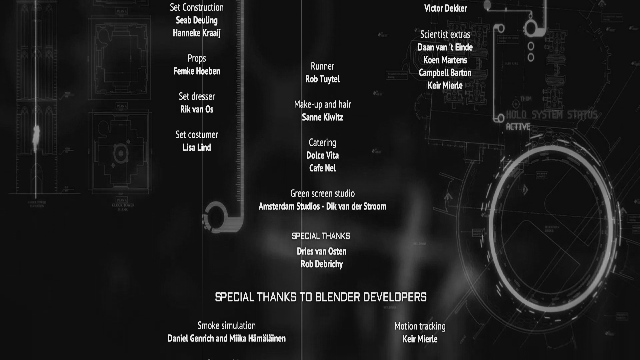 Set Construction
Seab Deuling
Hanneke Kraaij
Props
Femke Hoeben
Set dresser
Rik van Os
Set costumer
Lisa Lind
Runner
Rob Tuytel
Make-up and hair
Sanne Kiwitz
Catering
Dolce Vita
Cafe Nel
Green screen studio
Amsterdam Studios - Dik van der Stroom
Victor Dekker
Scientist extras
Daan van 't Einde
Koen Martens
Campbell Barton
Keir Mierle
HOLD SYSTEM STATUS
ACTIVE
SPECIAL THANKS
Dries van Osten
Rob Debrichy
SPECIAL THANKS TO BLENDER DEVELOPERS
Smoke simulation
Daniel Genrich and Miika Hämäläinen
Motion tracking
Keir Mierle